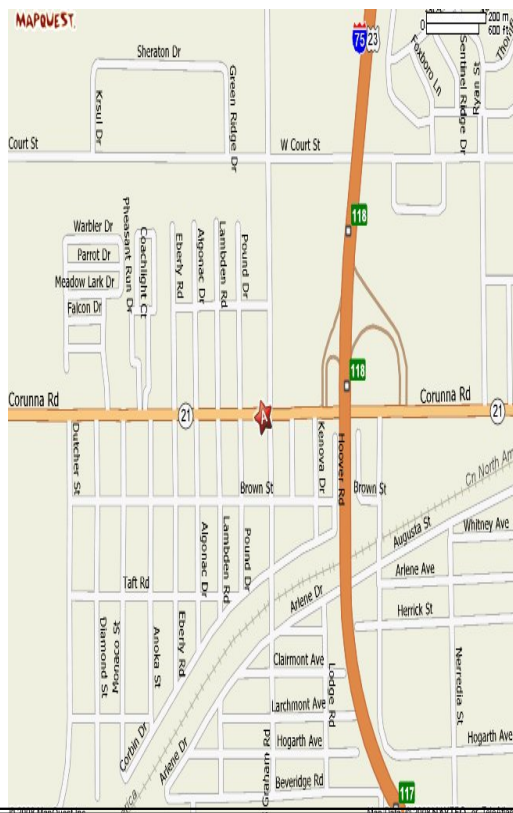 MAPQUEST.
200 m
600 ft
75
23
Sheraton Dr
Krsul Dr
Green Ridge Dr
Foxboro Ln
Sentinel Ridge Dr
Ryan St
Court St
W Court St
118
Warbler Dr
Parrot Dr
Meadow Lark Dr
Falcon Dr
Pheasant Run Dr
Coachlight Ct
Eberly Rd
Algonac Dr
Lambden Rd
Pound Dr
118
Corunna Rd
21
A
Corunna Rd
21
Dutcher St
Kenova Dr
Hoover Rd
Brown St
Brown St
Cn North Am
Augusta St
Whitney Ave
Algonac Dr
Lambden Rd
Pound Dr
Taft Rd
Arlene Dr
Arlene Ave
Herrick St
Diamond St
Monaco St
Anoka St
Eberly Rd
Clairmont Ave
Lodge Rd
Larchmont Ave
Nerredia St
Corbin Dr
Arlene Dr
Graham Rd
Hogarth Ave
Hogarth Ave
Beveridge Rd
117